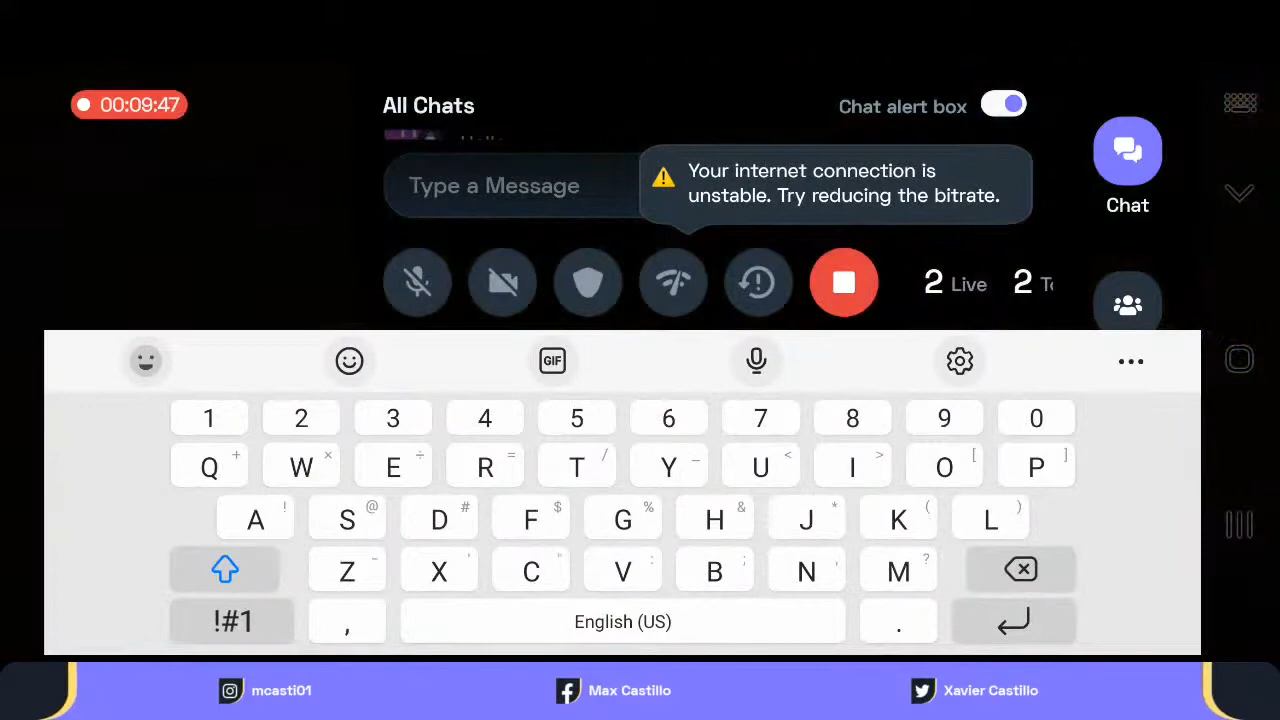 00:09:47
All Chats
Chat alert box
Hello
Type a Message
Your internet connection is
unstable. Try reducing the bitrate.
Chat
2 Live 2
GIF
1 2 3 4 5 6 7 8 9 0
Q + W × E ÷ R = T / Y _ U < I > O [ P ]
A ! S @ D # F $ G % H & J * K ( L )
Z - X ' C " V : B ; N , M ?
!#1 , English (US) .
mcasti01 Max Castillo Xavier Castillo